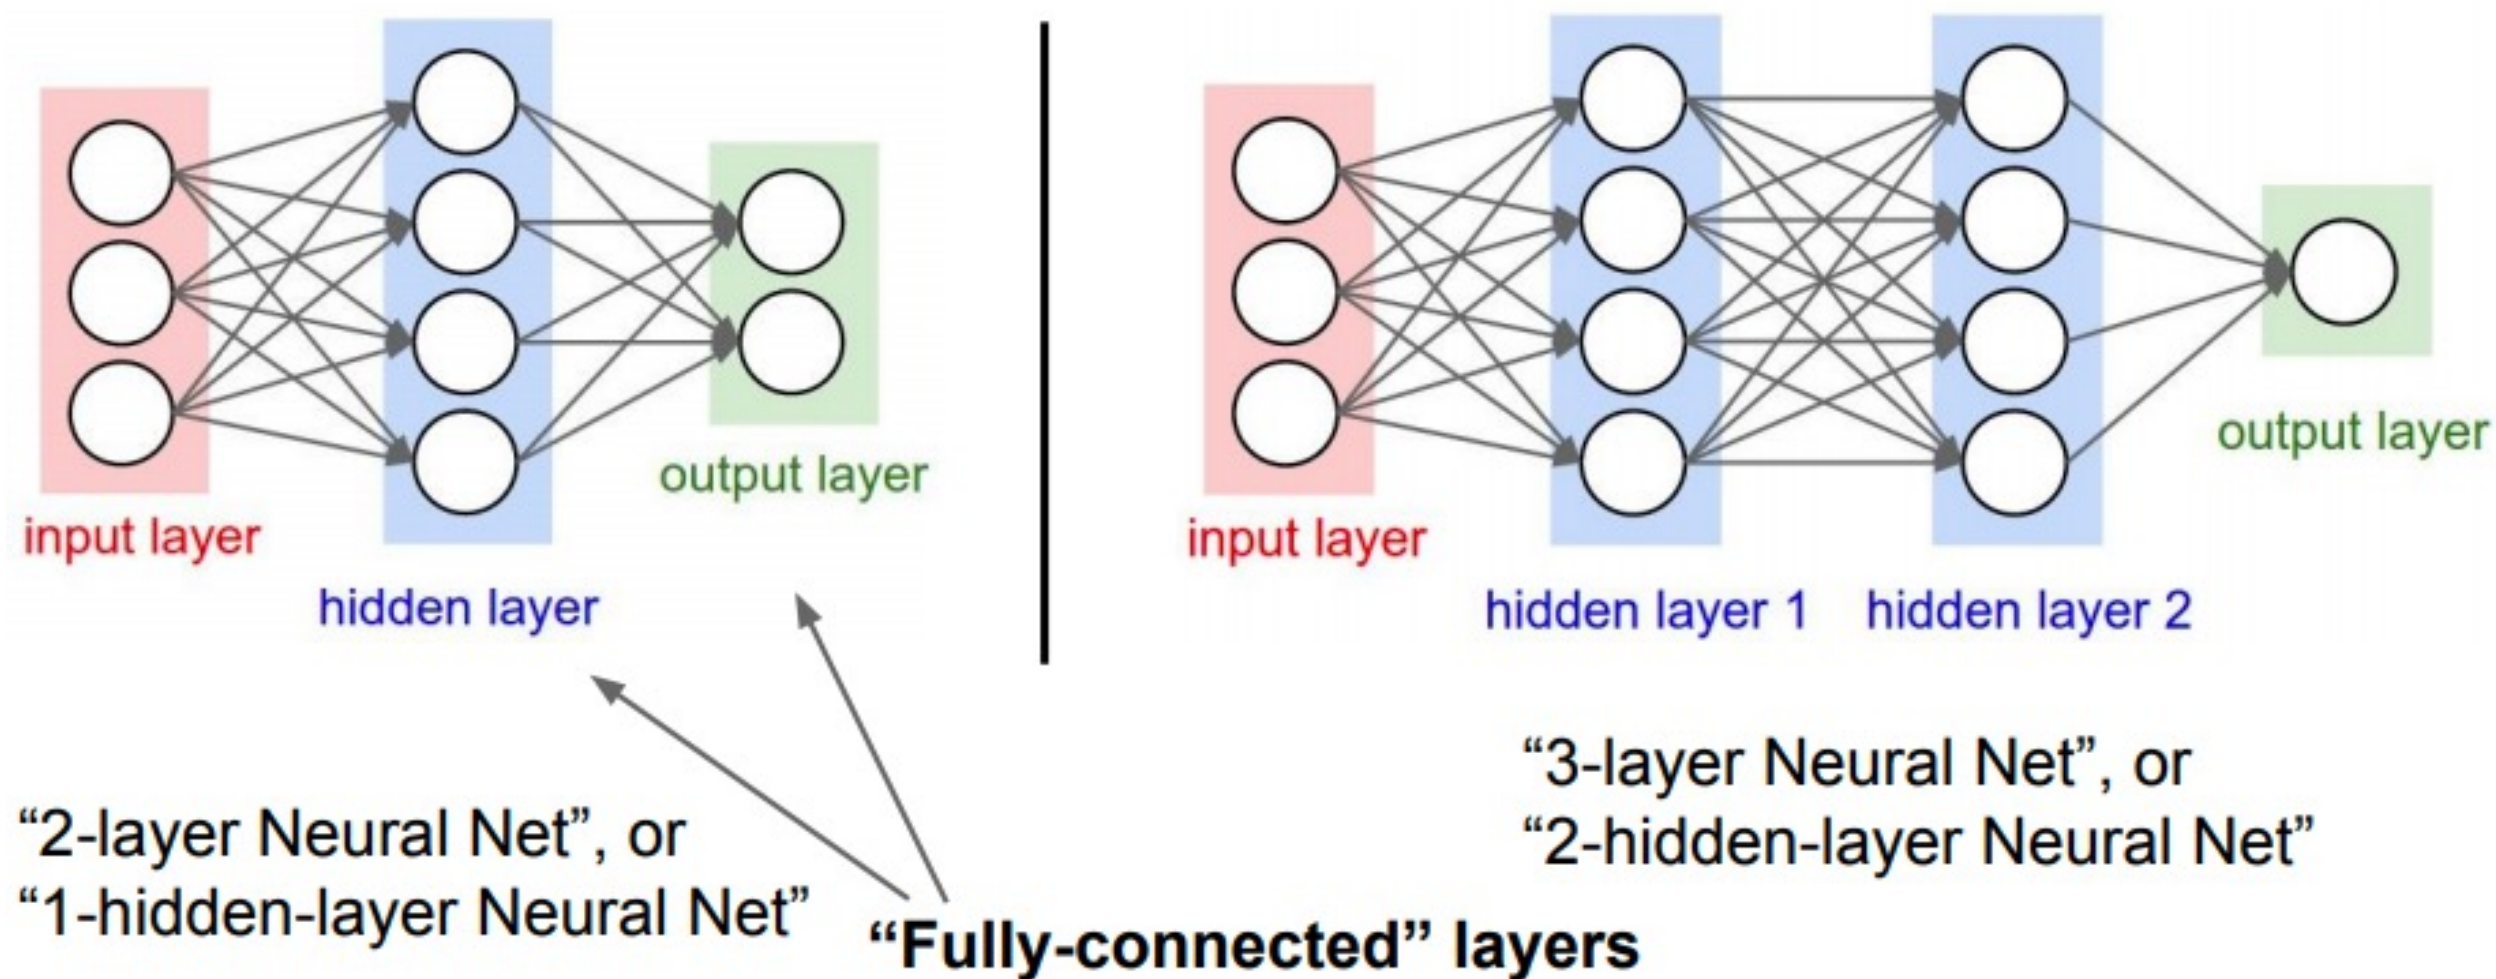 input layer
hidden layer
output layer
“2-layer Neural Net”, or
“1-hidden-layer Neural Net”
input layer
hidden layer 1
hidden layer 2
output layer
“3-layer Neural Net”, or
“2-hidden-layer Neural Net”
“Fully-connected” layers